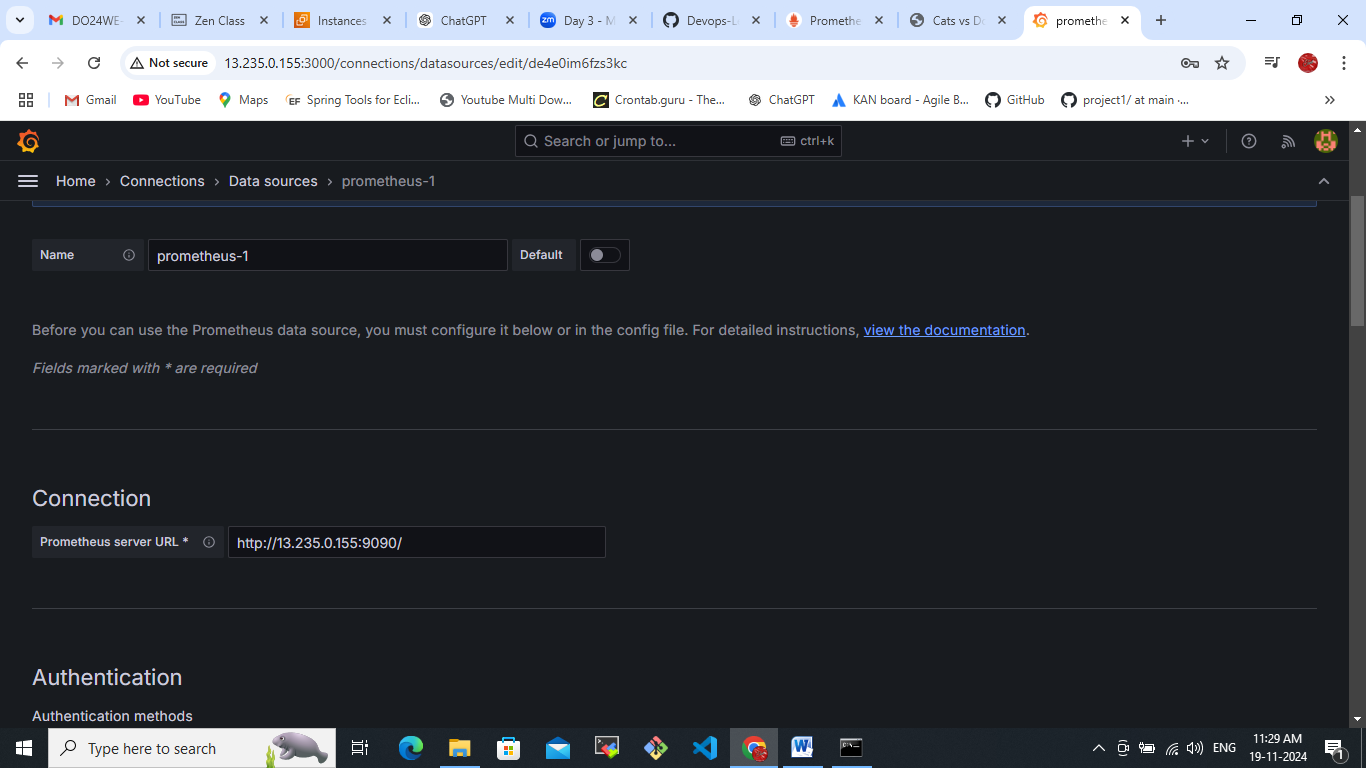 DO24WE-
Zen Class
Instances
ChatGPT
Day 3 - M
Devops-L
Promethe
Cats vs D
promethe
Not secure
13.235.0.155:3000/connections/datasources/edit/de4e0im6fzs3kc
Gmail
YouTube
Maps
Spring Tools for Ecli...
Youtube Multi Dow...
Crontab.guru - The...
ChatGPT
KAN board - Agile B...
GitHub
project1/ at main ·...
Search or jump to...
ctrl+k
Home › Connections › Data sources › prometheus-1
Name
prometheus-1
Default
Before you can use the Prometheus data source, you must configure it below or in the config file. For detailed instructions, view the documentation.
Fields marked with * are required
Connection
Prometheus server URL *
http://13.235.0.155:9090/
Authentication
Authentication methods
Type here to search
ENG
11:29 AM
19-11-2024
1